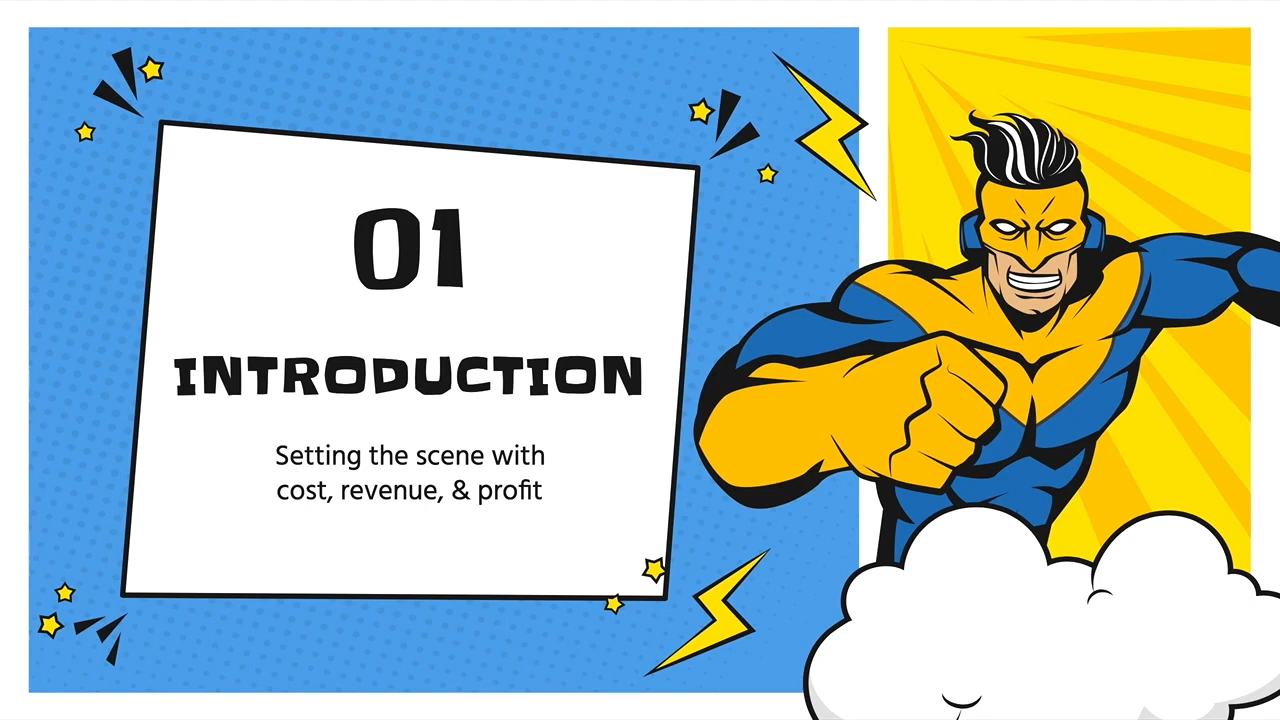 01
INTRODUCTION
Setting the scene with
cost, revenue, & profit